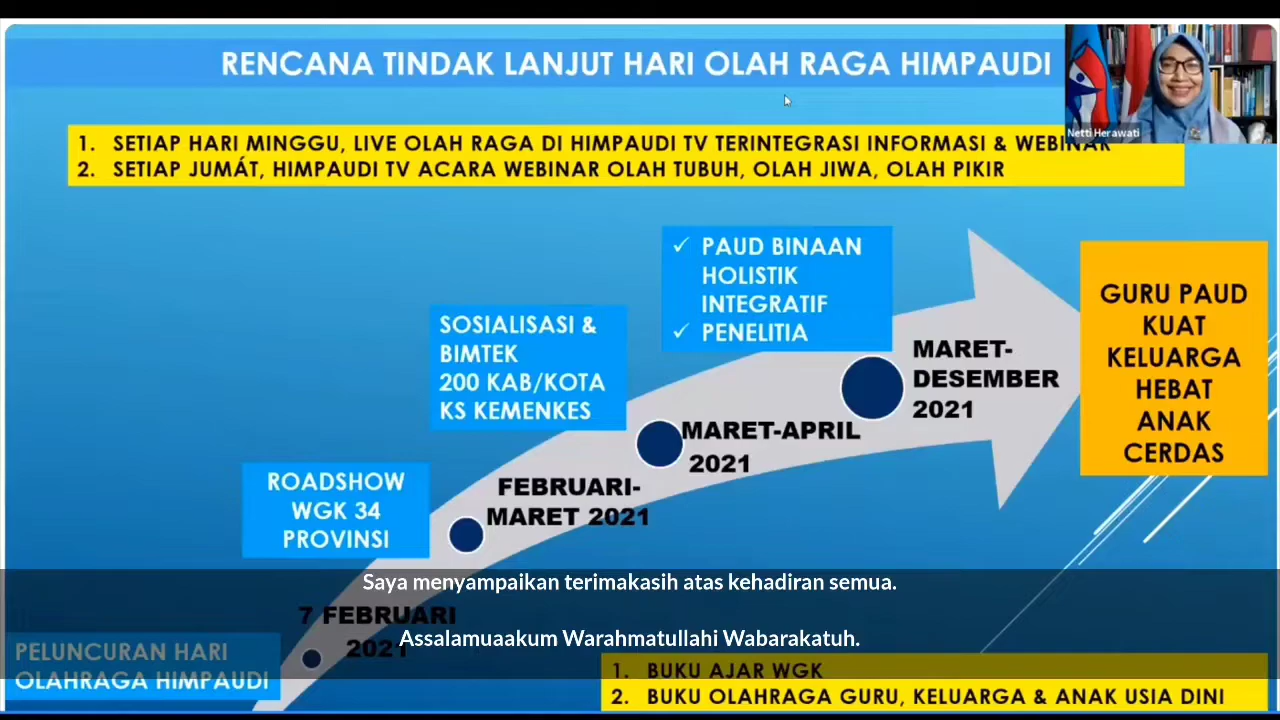 RENCANA TINDAK LANJUT HARI OLAH RAGA HIMPAUDI
Netti Herawati
1. SETIAP HARI MINGGU, LIVE OLAH RAGA DI HIMPAUDI TV TERINTEGRASI INFORMASI & WEBINAR
2. SETIAP JUMÁT, HIMPAUDI TV ACARA WEBINAR OLAH TUBUH, OLAH JIWA, OLAH PIKIR
✓ PAUD BINAAN
HOLISTIK
INTEGRATIF
✓ PENELITIA
GURU PAUD
KUAT
KELUARGA
HEBAT
ANAK
CERDAS
SOSIALISASI &
BIMTEK
200 KAB/KOTA
KS KEMENKES
MARET-
DESEMBER
2021
MARET-APRIL
2021
ROADSHOW
WGK 34
PROVINSI
FEBRUARI-
MARET 2021
Saya menyampaikan terimakasih atas kehadiran semua.
7 FEBRUARI
2021
Assalamuaakum Warahmatullahi Wabarakatuh.
PELUNCURAN HARI
OLAHRAGA HIMPAUDI
1. BUKU AJAR WGK
2. BUKU OLAHRAGA GURU, KELUARGA & ANAK USIA DINI